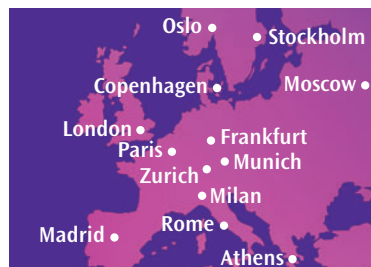 Oslo
Stockholm
Copenhagen
Moscow
London
Frankfurt
Paris
Munich
Zurich
Milan
Rome
Madrid
Athens